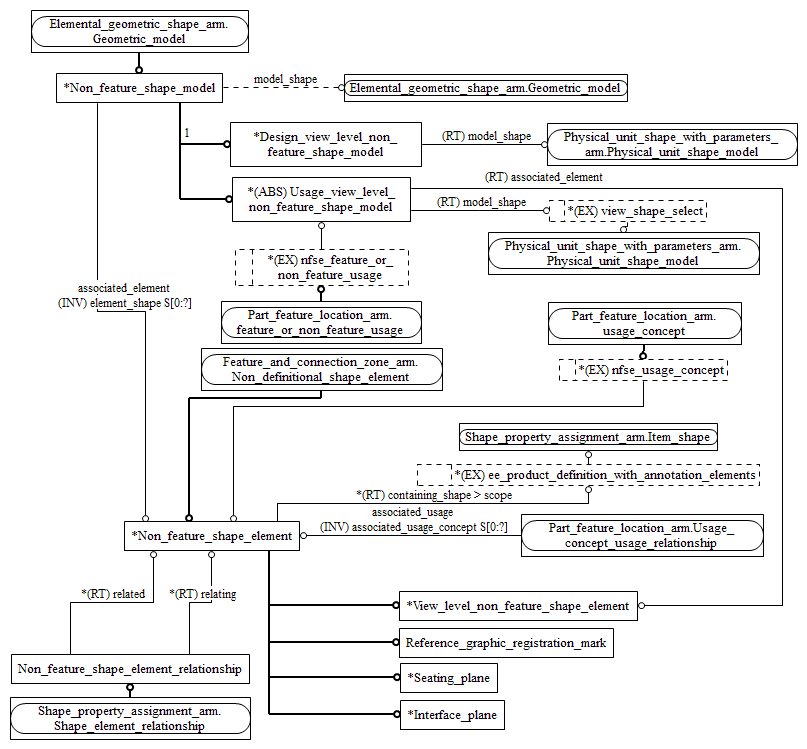 Elemental_geometric_shape_arm.
Geometric_model
*Non_feature_shape_model
model_shape
Elemental_geometric_shape_arm.Geometric_model
1
*Design_view_level_non_
feature_shape_model
(RT) model_shape
Physical_unit_shape_with_parameters_
arm.Physical_unit_shape_model
(RT) associated_element
*(ABS) Usage_view_level_
non_feature_shape_model
(RT) model_shape
*(EX) view_shape_select
Physical_unit_shape_with_parameters_arm.
Physical_unit_shape_model
*(EX) nfse_feature_or_
non_feature_usage
associated_element
(INV) element_shape S[0:?]
Part_feature_location_arm.
feature_or_non_feature_usage
Part_feature_location_arm.
usage_concept
Feature_and_connection_zone_arm.
Non_definitional_shape_element
*(EX) nfse_usage_concept
Shape_property_assignment_arm.Item_shape
*(EX) ee_product_definition_with_annotation_elements
*(RT) containing_shape > scope
associated_usage
(INV) associated_usage_concept S[0:?]
*Non_feature_shape_element
Part_feature_location_arm.Usage_
concept_usage_relationship
*(RT) related
*(RT) relating
*View_level_non_feature_shape_element
Reference_graphic_registration_mark
Non_feature_shape_element_relationship
*Seating_plane
Shape_property_assignment_arm.
Shape_element_relationship
*Interface_plane